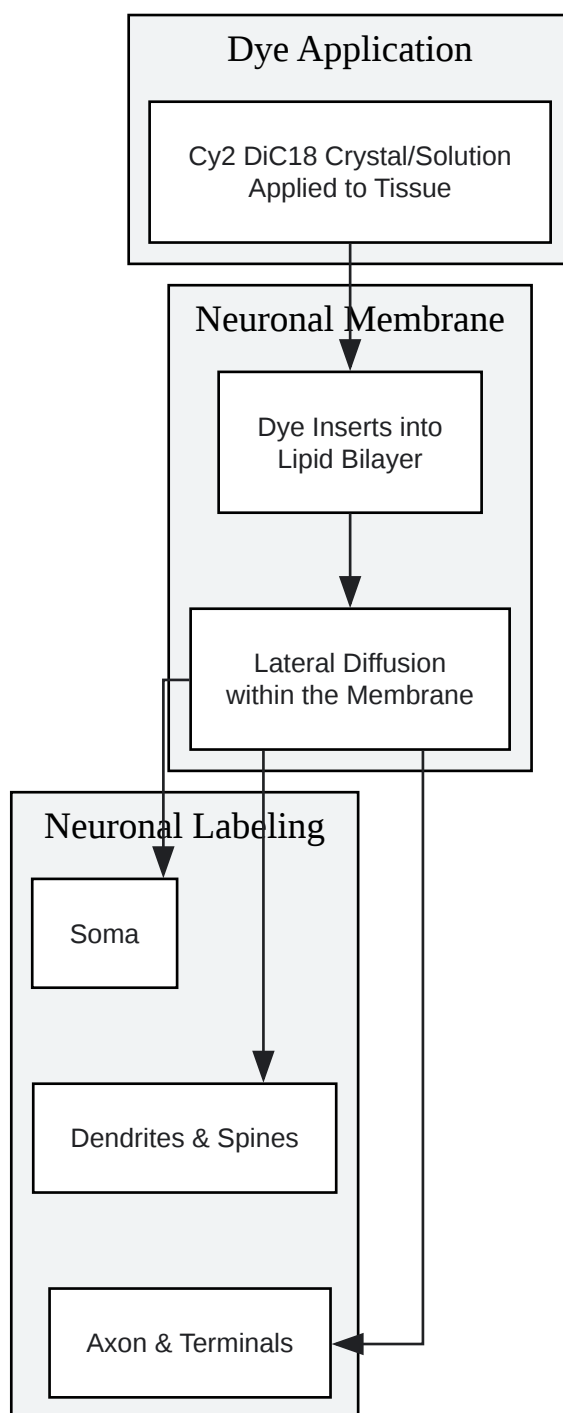 Dye Application
Cy2 DiC18 Crystal/Solution
Applied to Tissue
Neuronal Membrane
Dye Inserts into
Lipid Bilayer
Lateral Diffusion
within the Membrane
Neuronal Labeling
Soma
Dendrites & Spines
Axon & Terminals